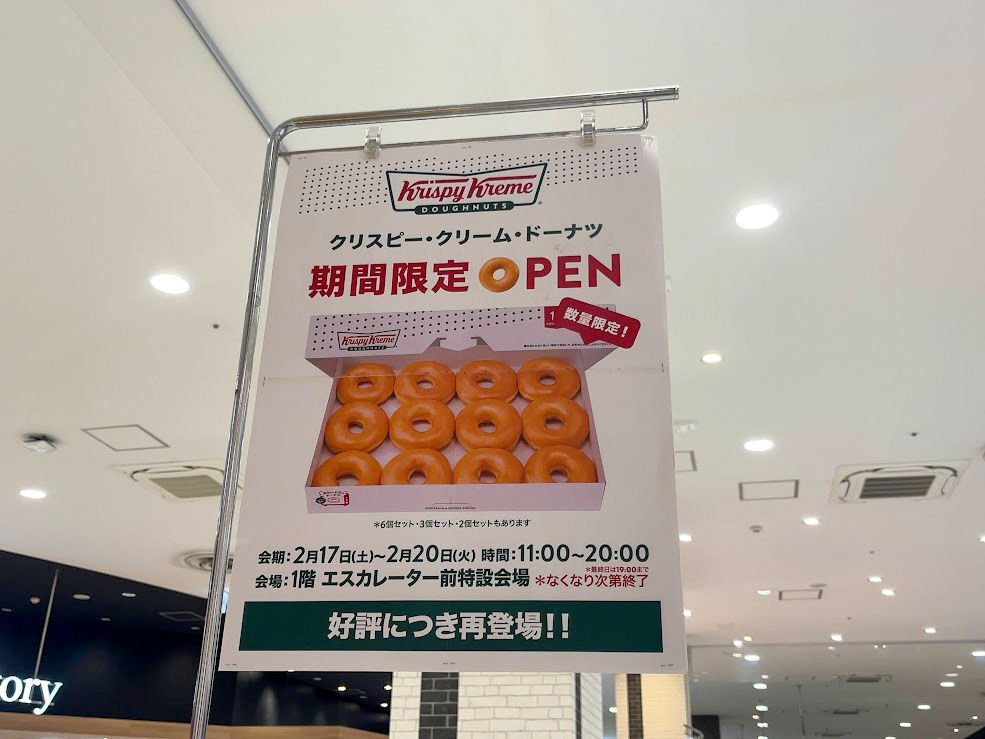 Krispy Kreme
DOUGHNUTS
クリスピー・クリーム・ドーナツ
期間限定 OPEN
数量限定！
Krispy Kreme
DOUGHNUTS
＊6個セット・3個セット・2個セットもあります
会期：2月17日(土)〜2月20日(火) 時間：11:00〜20:00
＊最終日は19:00まで
会場：1階 エスカレーター前特設会場 ＊なくなり次第終了
好評につき再登場！！
ory